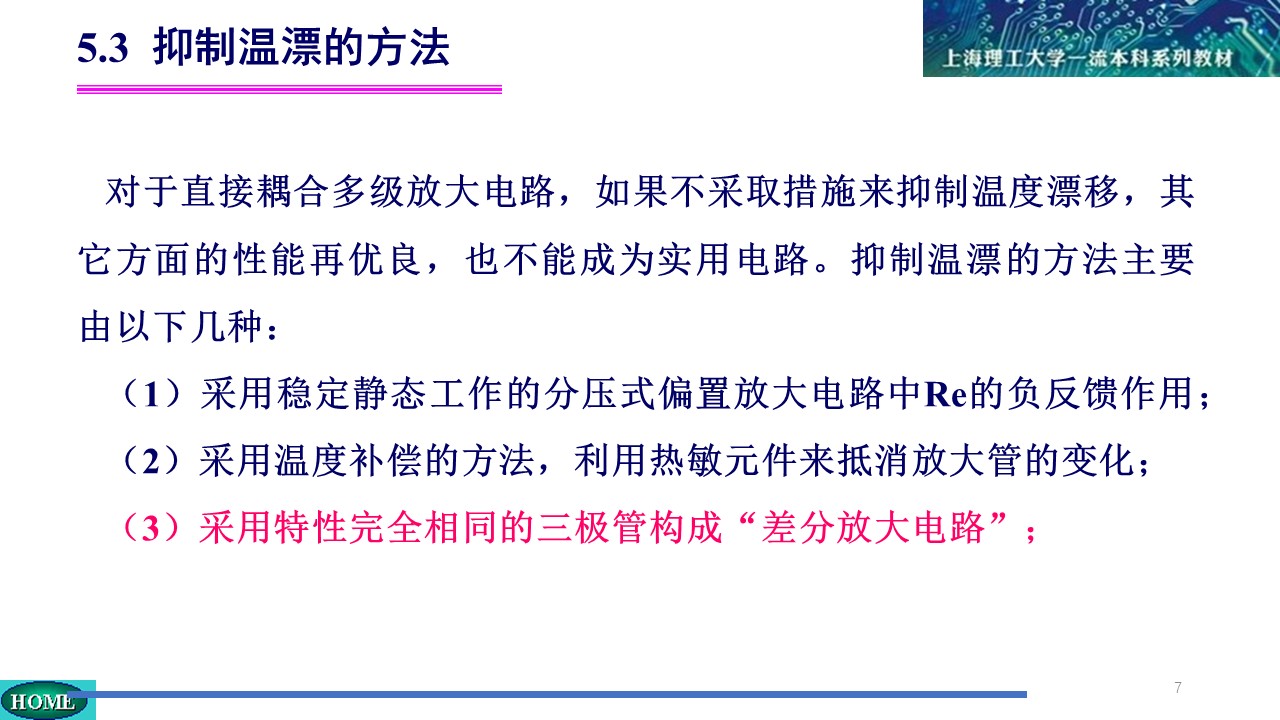 5.3 抑制温漂的方法
上海理工大学一流本科系列教材
对于直接耦合多级放大电路，如果不采取措施来抑制温度漂移，其
它方面的性能再优良，也不能成为实用电路。抑制温漂的方法主要
由以下几种：
（1）采用稳定静态工作的分压式偏置放大电路中Re的负反馈作用；
（2）采用温度补偿的方法，利用热敏元件来抵消放大管的变化；
（3）采用特性完全相同的三极管构成“差分放大电路”；
HOME
7